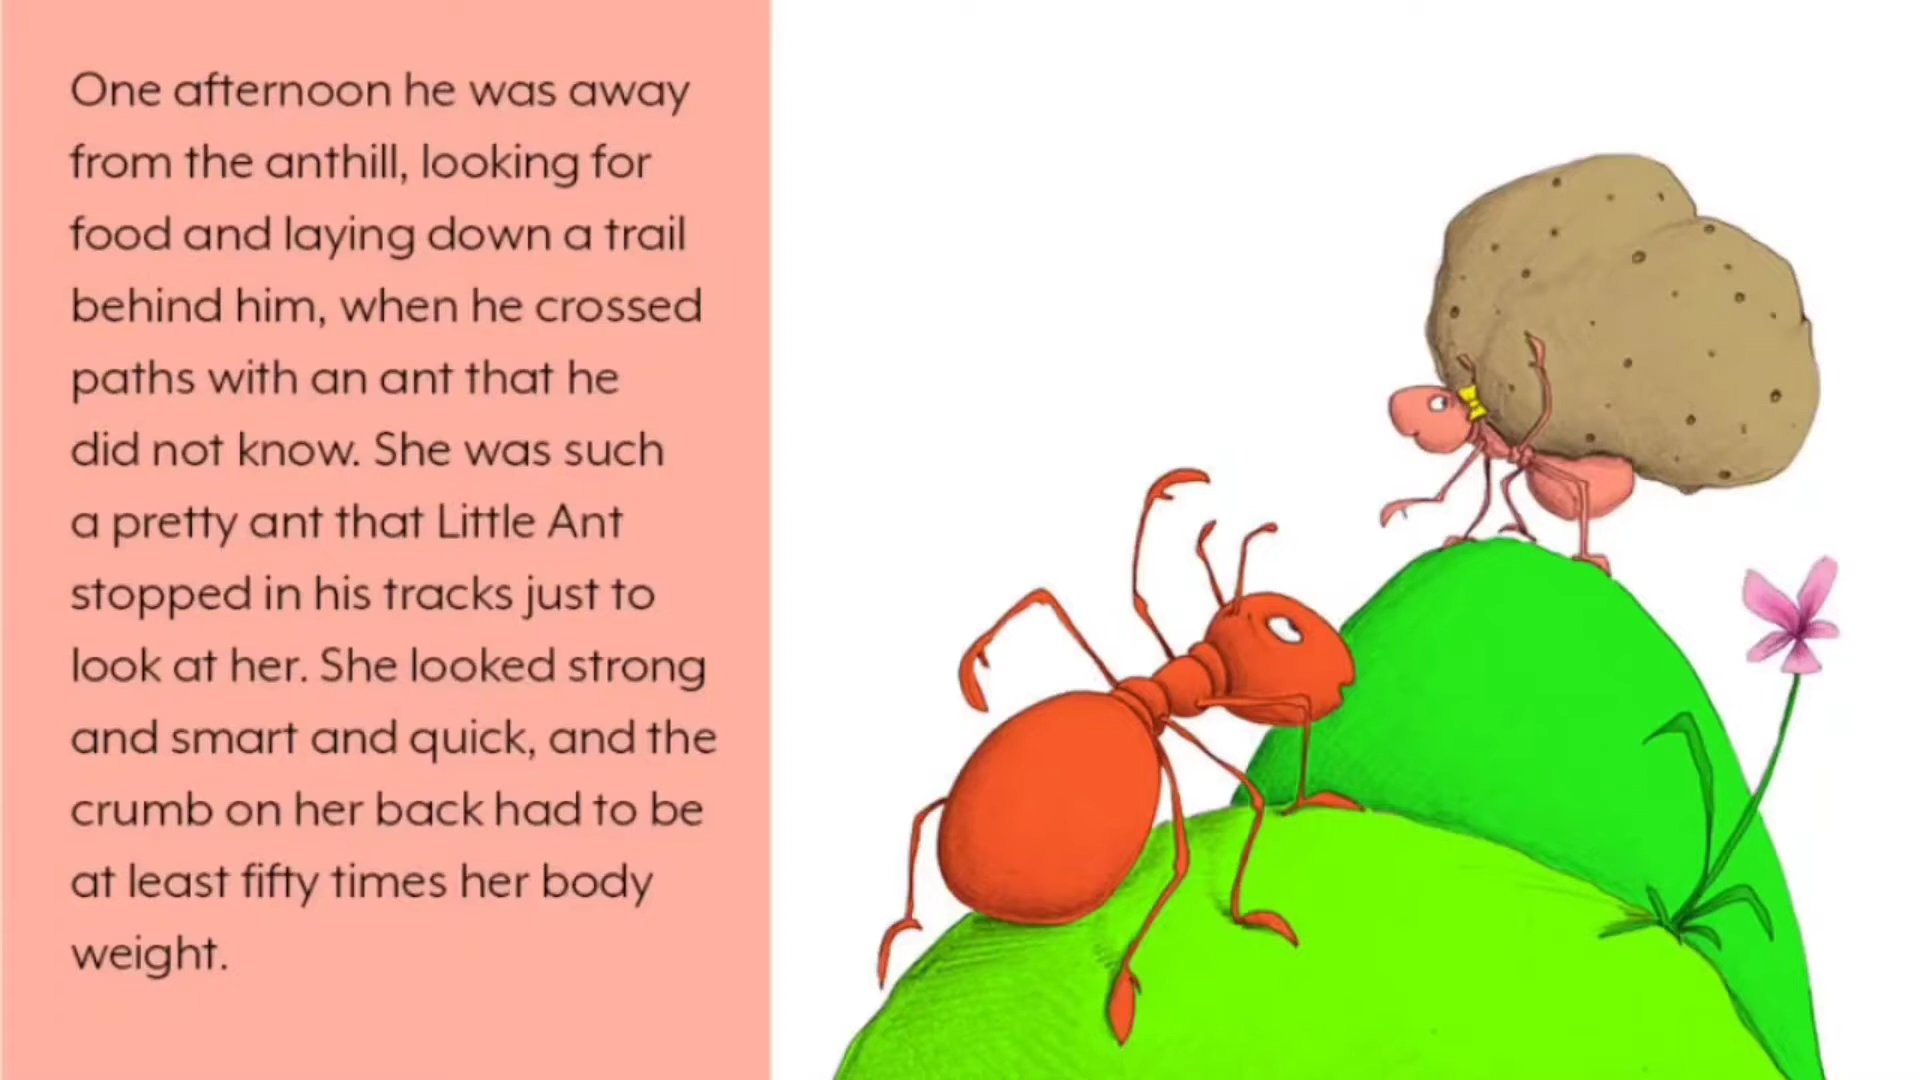 One afternoon he was away
from the anthill, looking for
food and laying down a trail
behind him, when he crossed
paths with an ant that he
did not know. She was such
a pretty ant that Little Ant
stopped in his tracks just to
look at her. She looked strong
and smart and quick, and the
crumb on her back had to be
at least fifty times her body
weight.